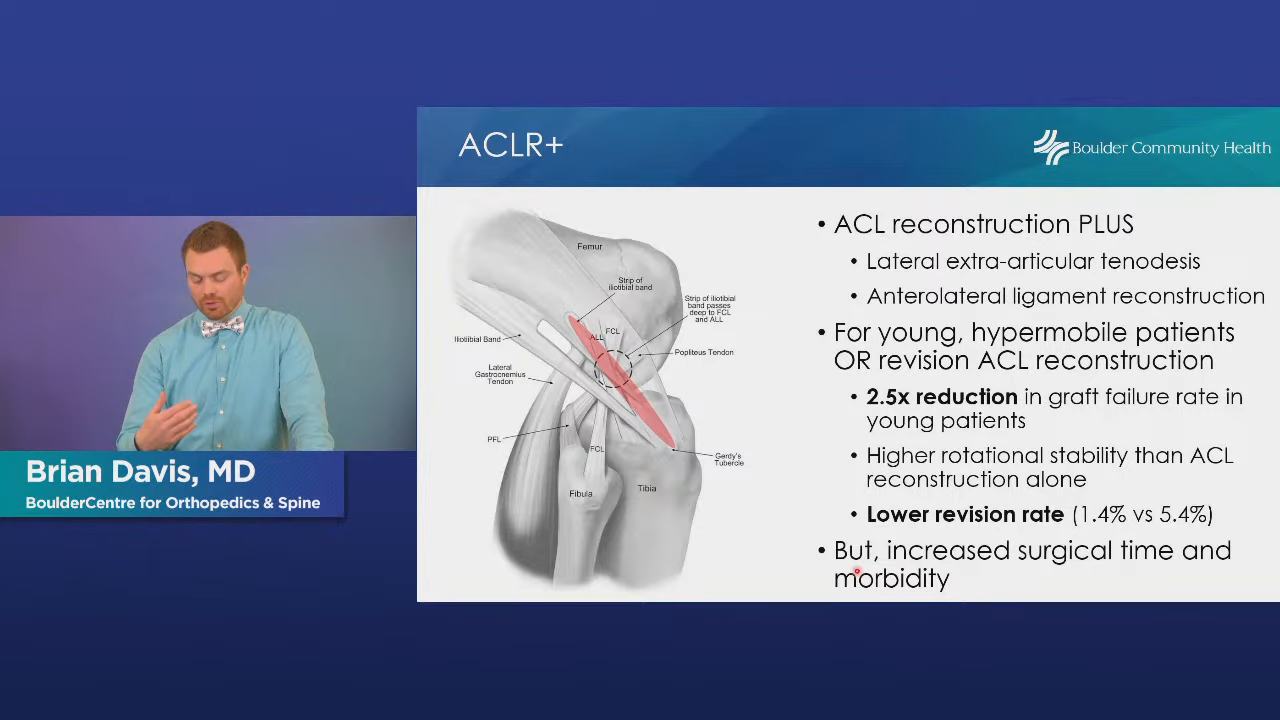 ACLR+
Boulder Community Health
Femur
Strip of
iliotibial band
Strip of iliotibial
band passes
deep to FCL
and ALL
FCL
ALL
Iliotibial Band
Popliteus Tendon
Lateral
Gastrocnemius
Tendon
PFL
FCL
Gerdy's
Tubercle
Fibula
Tibia
• ACL reconstruction PLUS
• Lateral extra-articular tenodesis
• Anterolateral ligament reconstruction
• For young, hypermobile patients
OR revision ACL reconstruction
• 2.5x reduction in graft failure rate in
young patients
• Higher rotational stability than ACL
reconstruction alone
• Lower revision rate (1.4% vs 5.4%)
• But, increased surgical time and
morbidity
Brian Davis, MD
BoulderCentre for Orthopedics & Spine